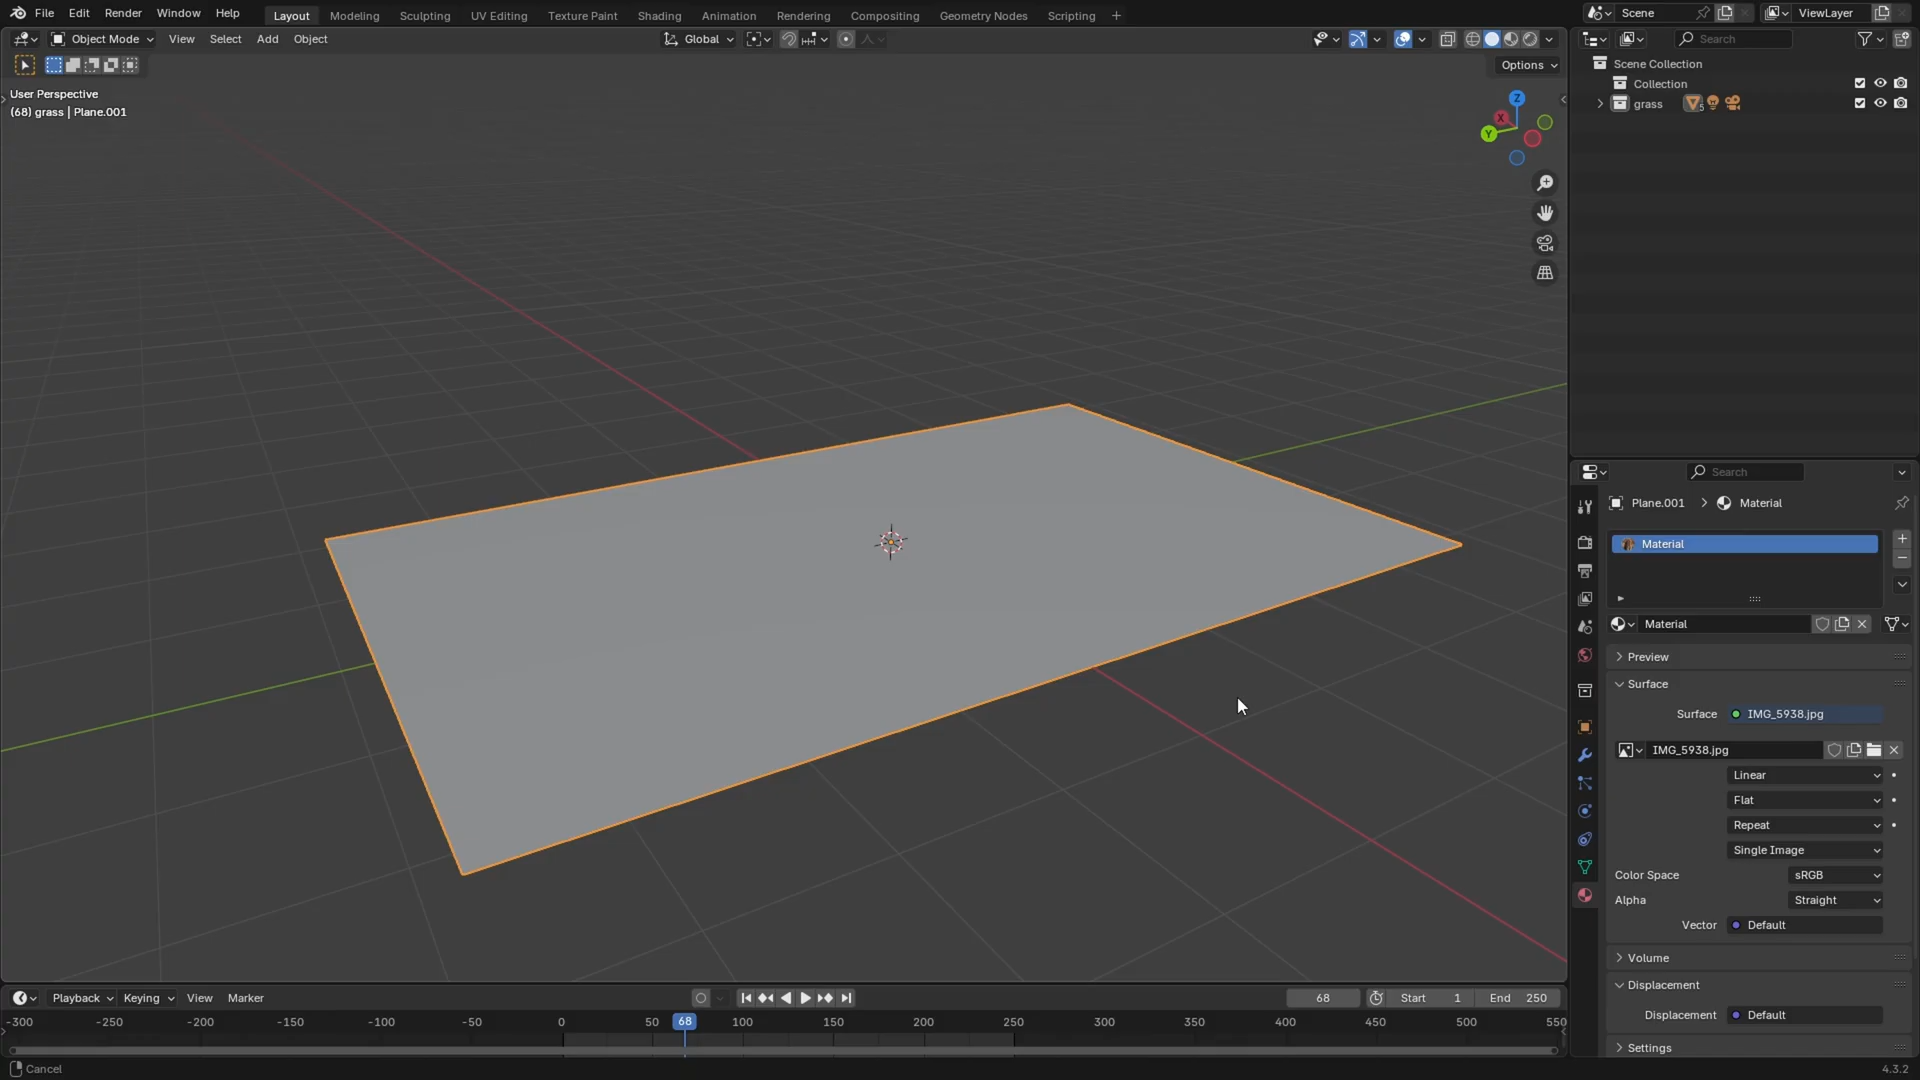 File Edit Render Window Help Layout Modeling Sculpting UV Editing Texture Paint Shading Animation Rendering Compositing Geometry Nodes Scripting + Scene ViewLayer
Object Mode View Select Add Object Global Search
Options
Scene Collection
Collection
grass 5
User Perspective
(68) grass | Plane.001
Z
X
Y
Search
Plane.001 Material
Material
Material
Preview
Surface
Surface IMG_5938.jpg
IMG_5938.jpg
Linear
Flat
Repeat
Single Image
Color Space sRGB
Alpha Straight
Vector Default
Volume
Displacement
Displacement Default
Settings
Playback Keying View Marker 68 Start 1 End 250
-300 -250 -200 -150 -100 -50 0 50 68 100 150 200 250 300 350 400 450 500 550
Cancel 4.3.2